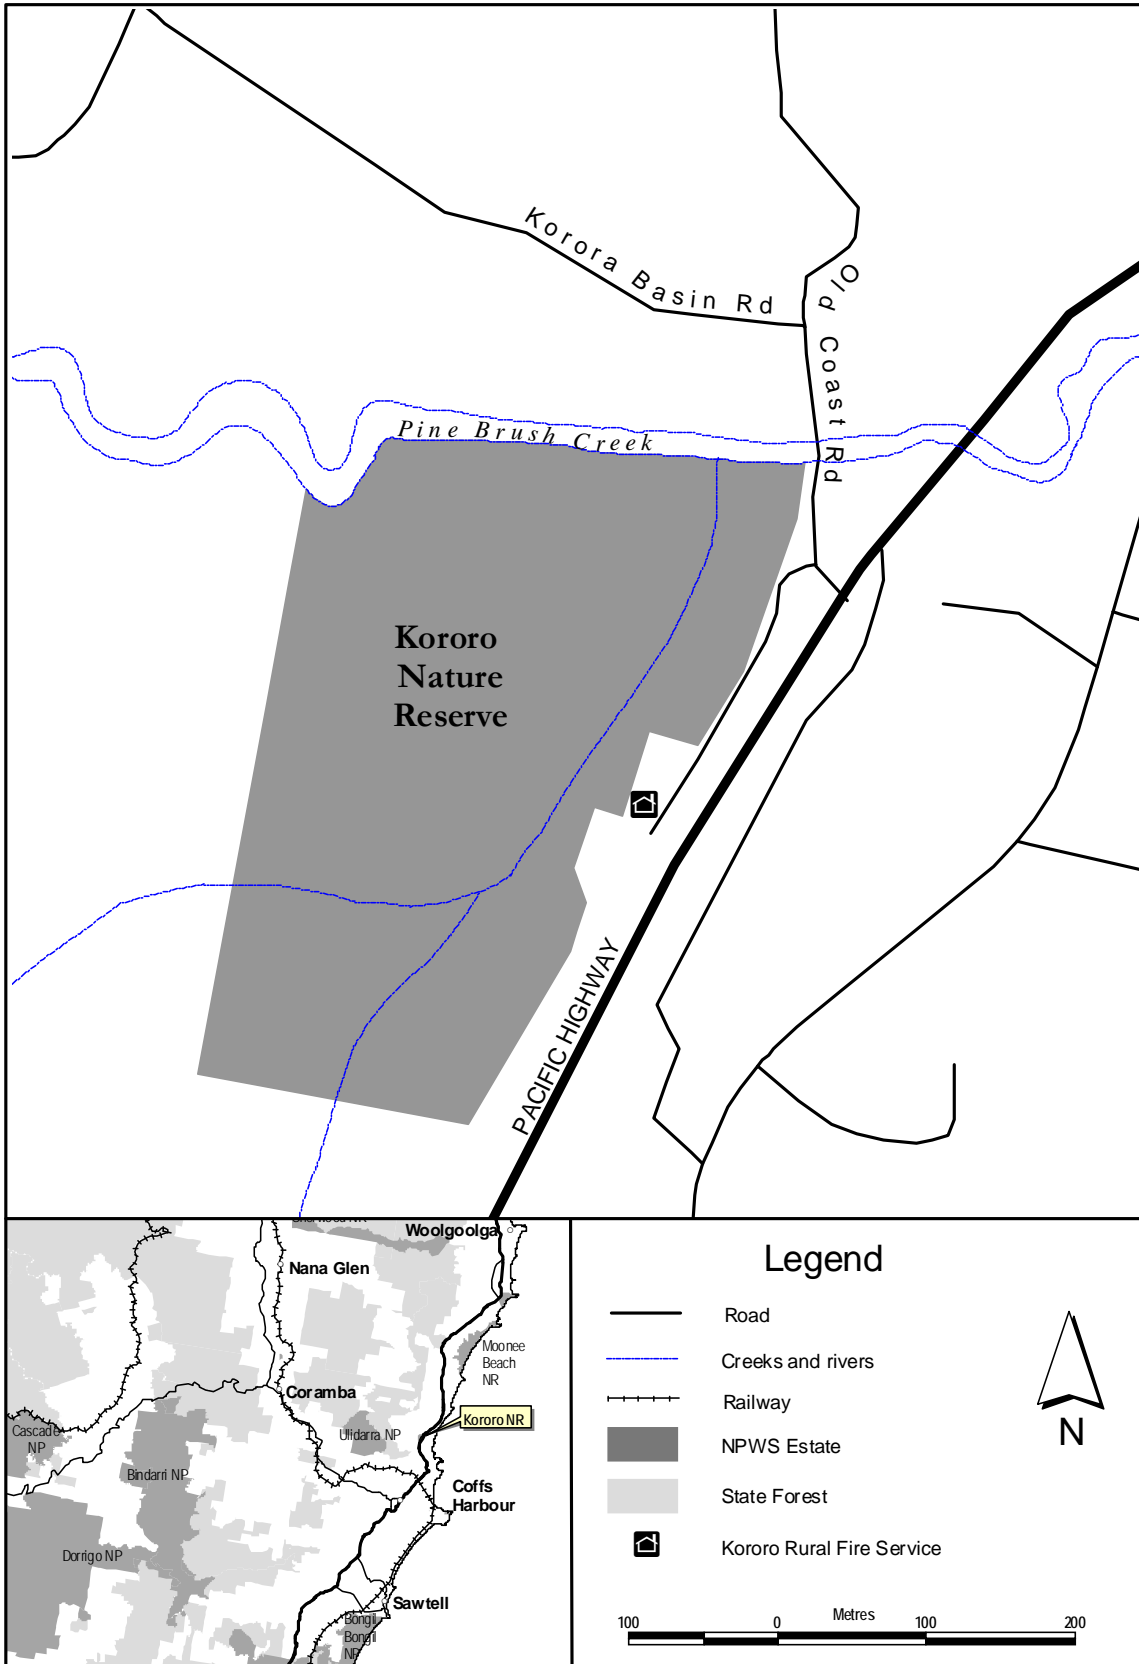 Korora Basin Rd
Old Coast Rd
Pine Brush Creek
Kororo
Nature
Reserve
PACIFIC HIGHWAY
Woolgoolga
Nana Glen
Moonee
Beach
NR
Coramba
Kororo NR
Cascade
NP
Ulidarra NP
Bindarri NP
Coffs
Harbour
Dorrigo NP
Sawtell
Bongil
Bongil
NR
Legend
Road
Creeks and rivers
Railway
NPWS Estate
State Forest
Kororo Rural Fire Service
N
100 0 Metres 100 200